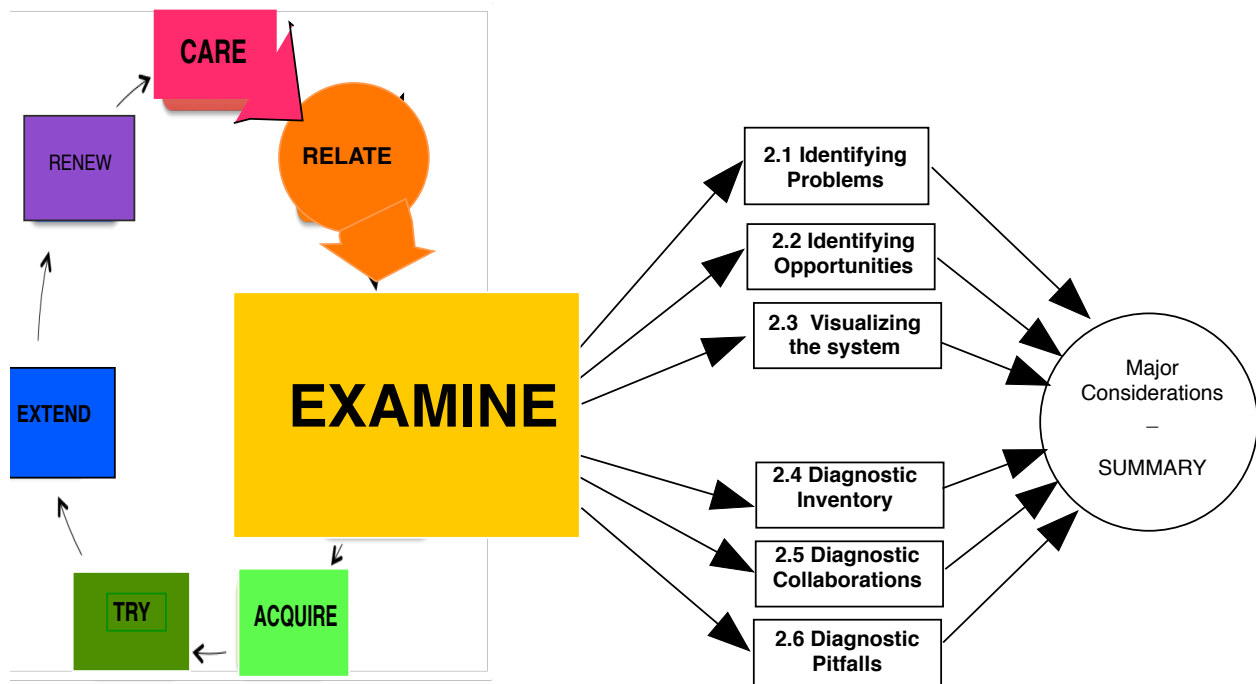 CARE
RELATE
RENEW
EXAMINE
EXTEND
TRY
ACQUIRE
2.1 Identifying
Problems
2.2 Identifying
Opportunities
2.3 Visualizing
the system
2.4 Diagnostic
Inventory
2.5 Diagnostic
Collaborations
2.6 Diagnostic
Pitfalls
Major
Considerations
–
SUMMARY